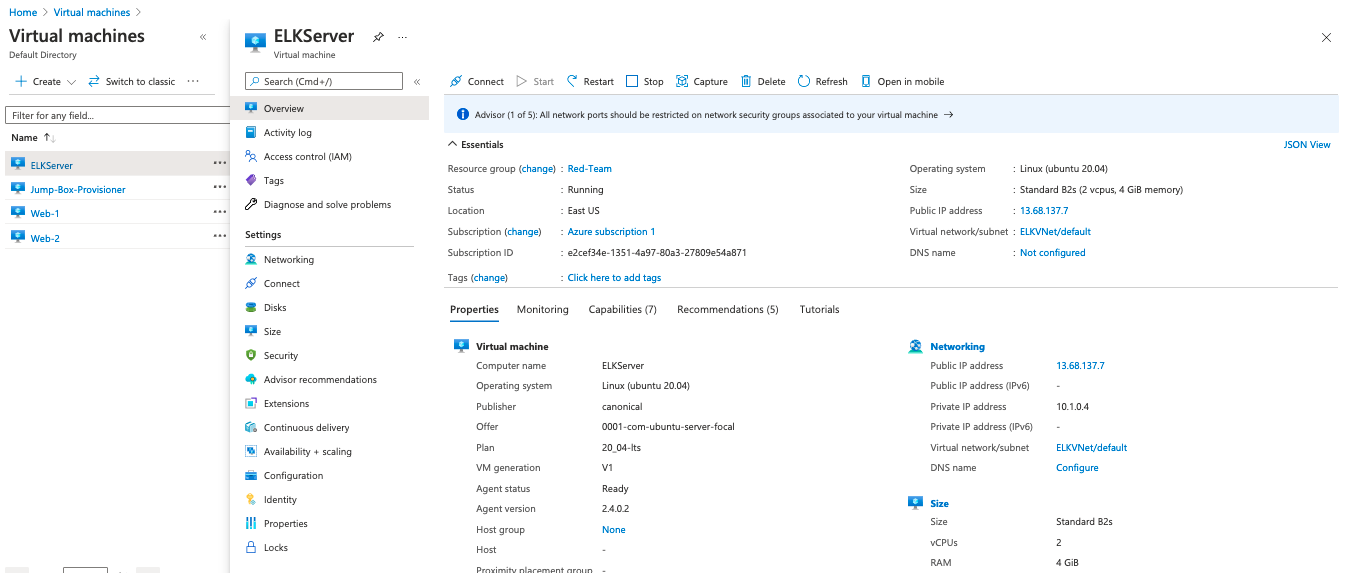 Home > Virtual machines >
Virtual machines «
Default Directory
+ Create Switch to classic ...
Filter for any field...
Name ↑↓
ELKServer ...
Jump-Box-Provisioner ...
Web-1 ...
Web-2 ...
ELKServer ...
Virtual machine
Search (Cmd+/) «
Overview
Activity log
Access control (IAM)
Tags
Diagnose and solve problems
Settings
Networking
Connect
Disks
Size
Security
Advisor recommendations
Extensions
Continuous delivery
Availability + scaling
Configuration
Identity
Properties
Locks
Connect Start Restart Stop Capture Delete Refresh Open in mobile
Advisor (1 of 5): All network ports should be restricted on network security groups associated to your virtual machine →
Essentials JSON View
Resource group (change) : Red-Team
Status : Running
Location : East US
Subscription (change) : Azure subscription 1
Subscription ID : e2cef34e-1351-4a97-80a3-27809e54a871
Tags (change) : Click here to add tags
Operating system : Linux (ubuntu 20.04)
Size : Standard B2s (2 vcpus, 4 GiB memory)
Public IP address : 13.68.137.7
Virtual network/subnet : ELKVNet/default
DNS name : Not configured
Properties Monitoring Capabilities (7) Recommendations (5) Tutorials
Virtual machine
Computer name ELKServer
Operating system Linux (ubuntu 20.04)
Publisher canonical
Offer 0001-com-ubuntu-server-focal
Plan 20_04-lts
VM generation V1
Agent status Ready
Agent version 2.4.0.2
Host group None
Host -
Proximity placement group -
Networking
Public IP address 13.68.137.7
Public IP address (IPv6) -
Private IP address 10.1.0.4
Private IP address (IPv6) -
Virtual network/subnet ELKVNet/default
DNS name Configure
Size
Size Standard B2s
vCPUs 2
RAM 4 GiB